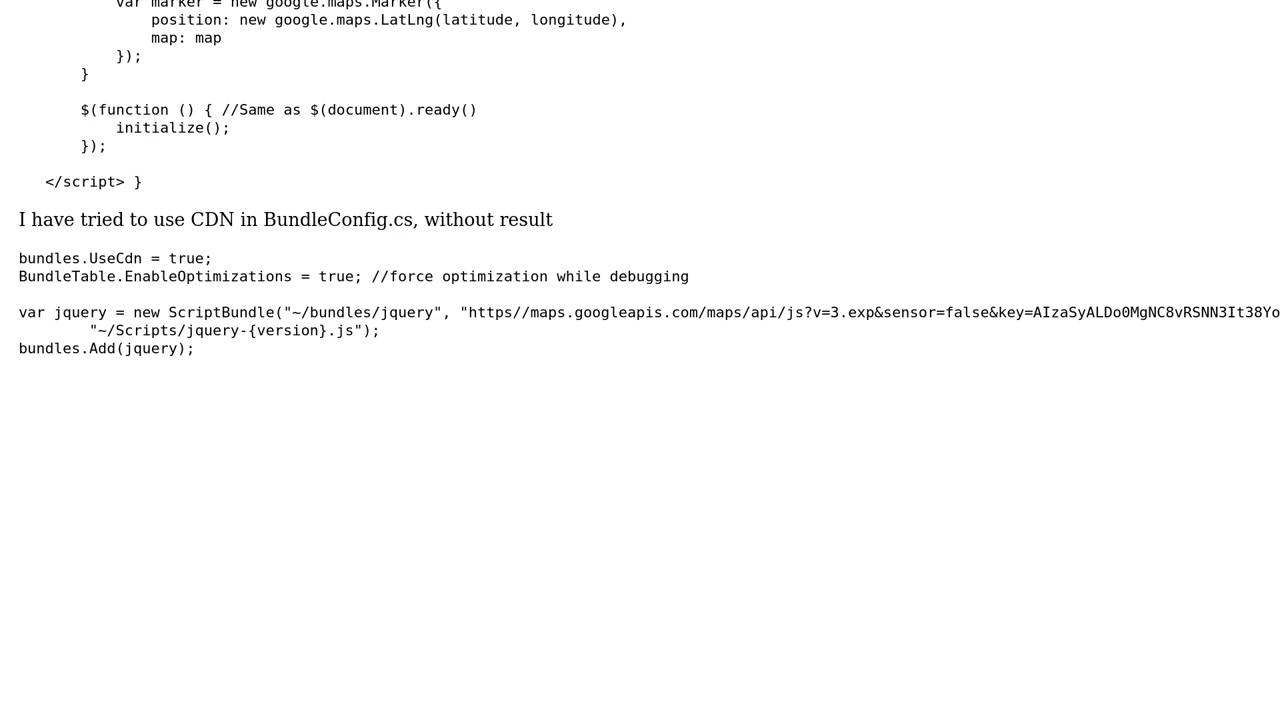 var marker = new google.maps.Marker({
position: new google.maps.LatLng(latitude, longitude),
map: map
});
}
$(function () { //Same as $(document).ready()
initialize();
});
</script> }
I have tried to use CDN in BundleConfig.cs, without result
bundles.UseCdn = true;
BundleTable.EnableOptimizations = true; //force optimization while debugging
var jquery = new ScriptBundle("~/bundles/jquery", "https//maps.googleapis.com/maps/api/js?v=3.exp&sensor=false&key=AIzaSyALDo0MgNC8vRSNN3It38Yo
"~/Scripts/jquery-{version}.js");
bundles.Add(jquery);